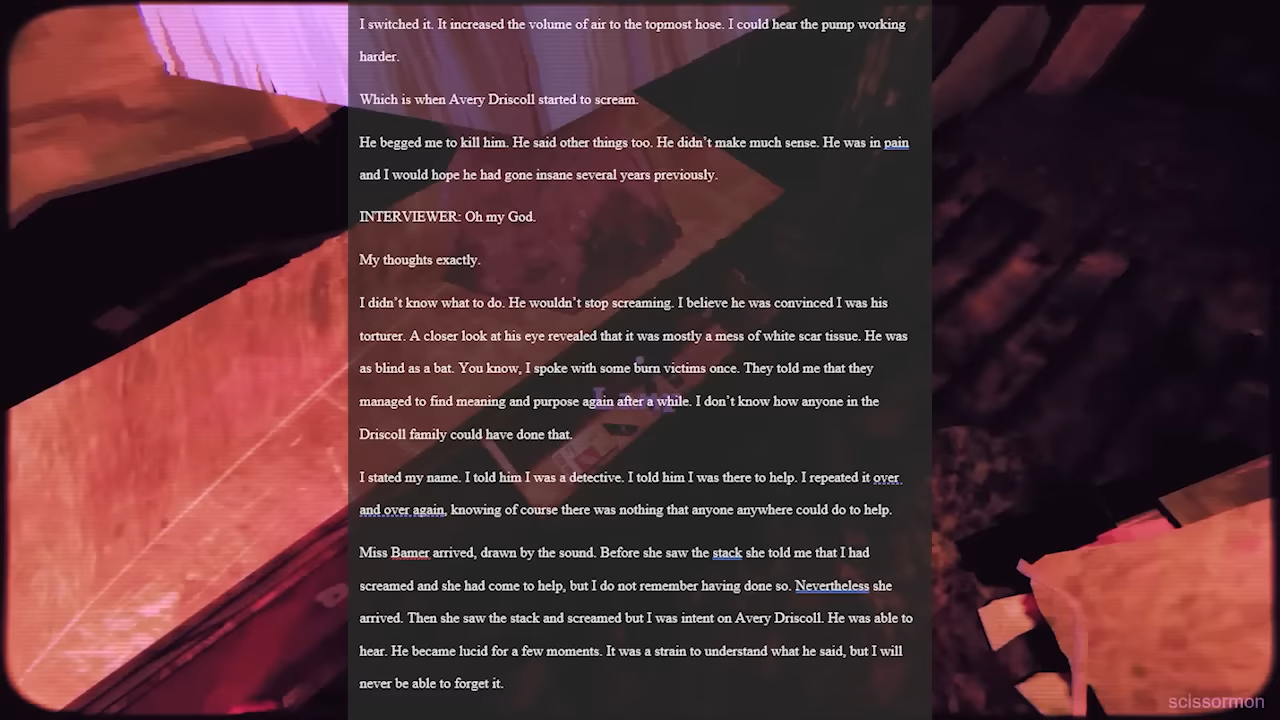 I switched it. It increased the volume of air to the topmost hose. I could hear the pump working
harder.
Which is when Avery Driscoll started to scream.
He begged me to kill him. He said other things too. He didn’t make much sense. He was in pain
and I would hope he had gone insane several years previously.
INTERVIEWER: Oh my God.
My thoughts exactly.
I didn’t know what to do. He wouldn’t stop screaming. I believe he was convinced I was his
torturer. A closer look at his eye revealed that it was mostly a mess of white scar tissue. He was
as blind as a bat. You know, I spoke with some burn victims once. They told me that they
managed to find meaning and purpose again after a while. I don’t know how anyone in the
Driscoll family could have done that.
I stated my name. I told him I was a detective. I told him I was there to help. I repeated it over
and over again, knowing of course there was nothing that anyone anywhere could do to help.
Miss Bamer arrived, drawn by the sound. Before she saw the stack she told me that I had
screamed and she had come to help, but I do not remember having done so. Nevertheless she
arrived. Then she saw the stack and screamed but I was intent on Avery Driscoll. He was able to
hear. He became lucid for a few moments. It was a strain to understand what he said, but I will
never be able to forget it.
scissormon